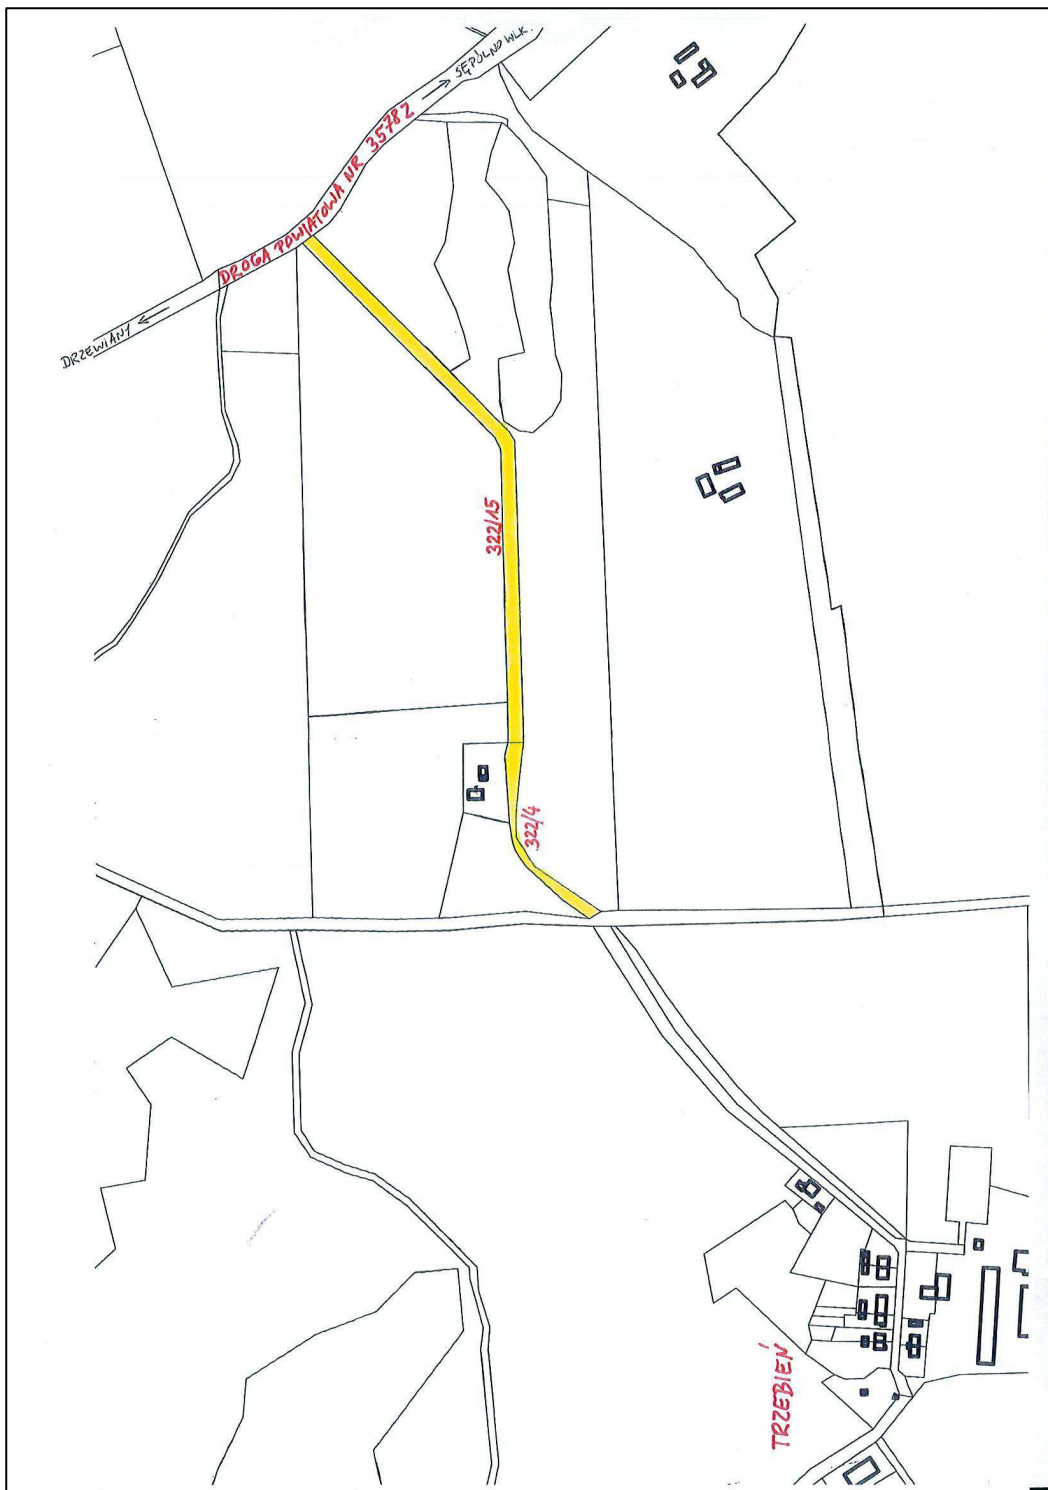 SĘPÓLNO WLK.
DROGA POWIATOWA NR 3578Z
DRZEWIANY
322/15
322/4
TRZEBIEŃ